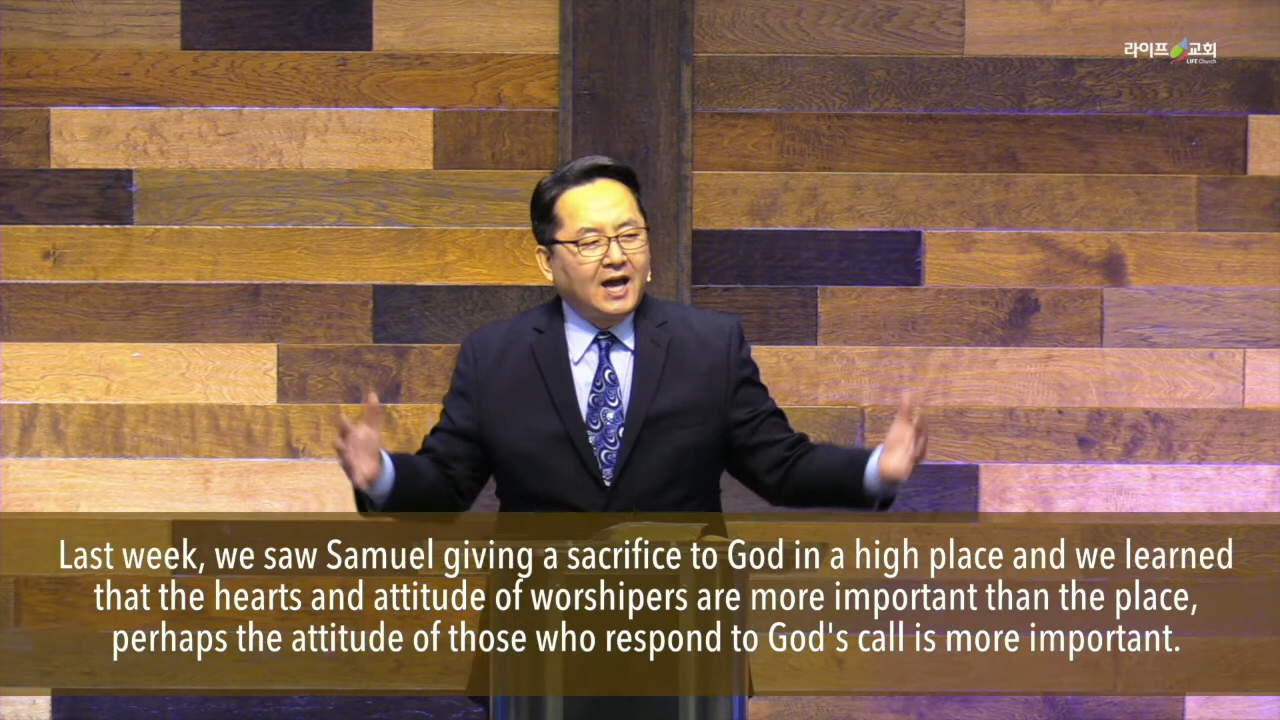 라이프 교회
LIFE Church
Last week, we saw Samuel giving a sacrifice to God in a high place and we learned
that the hearts and attitude of worshipers are more important than the place,
perhaps the attitude of those who respond to God's call is more important.